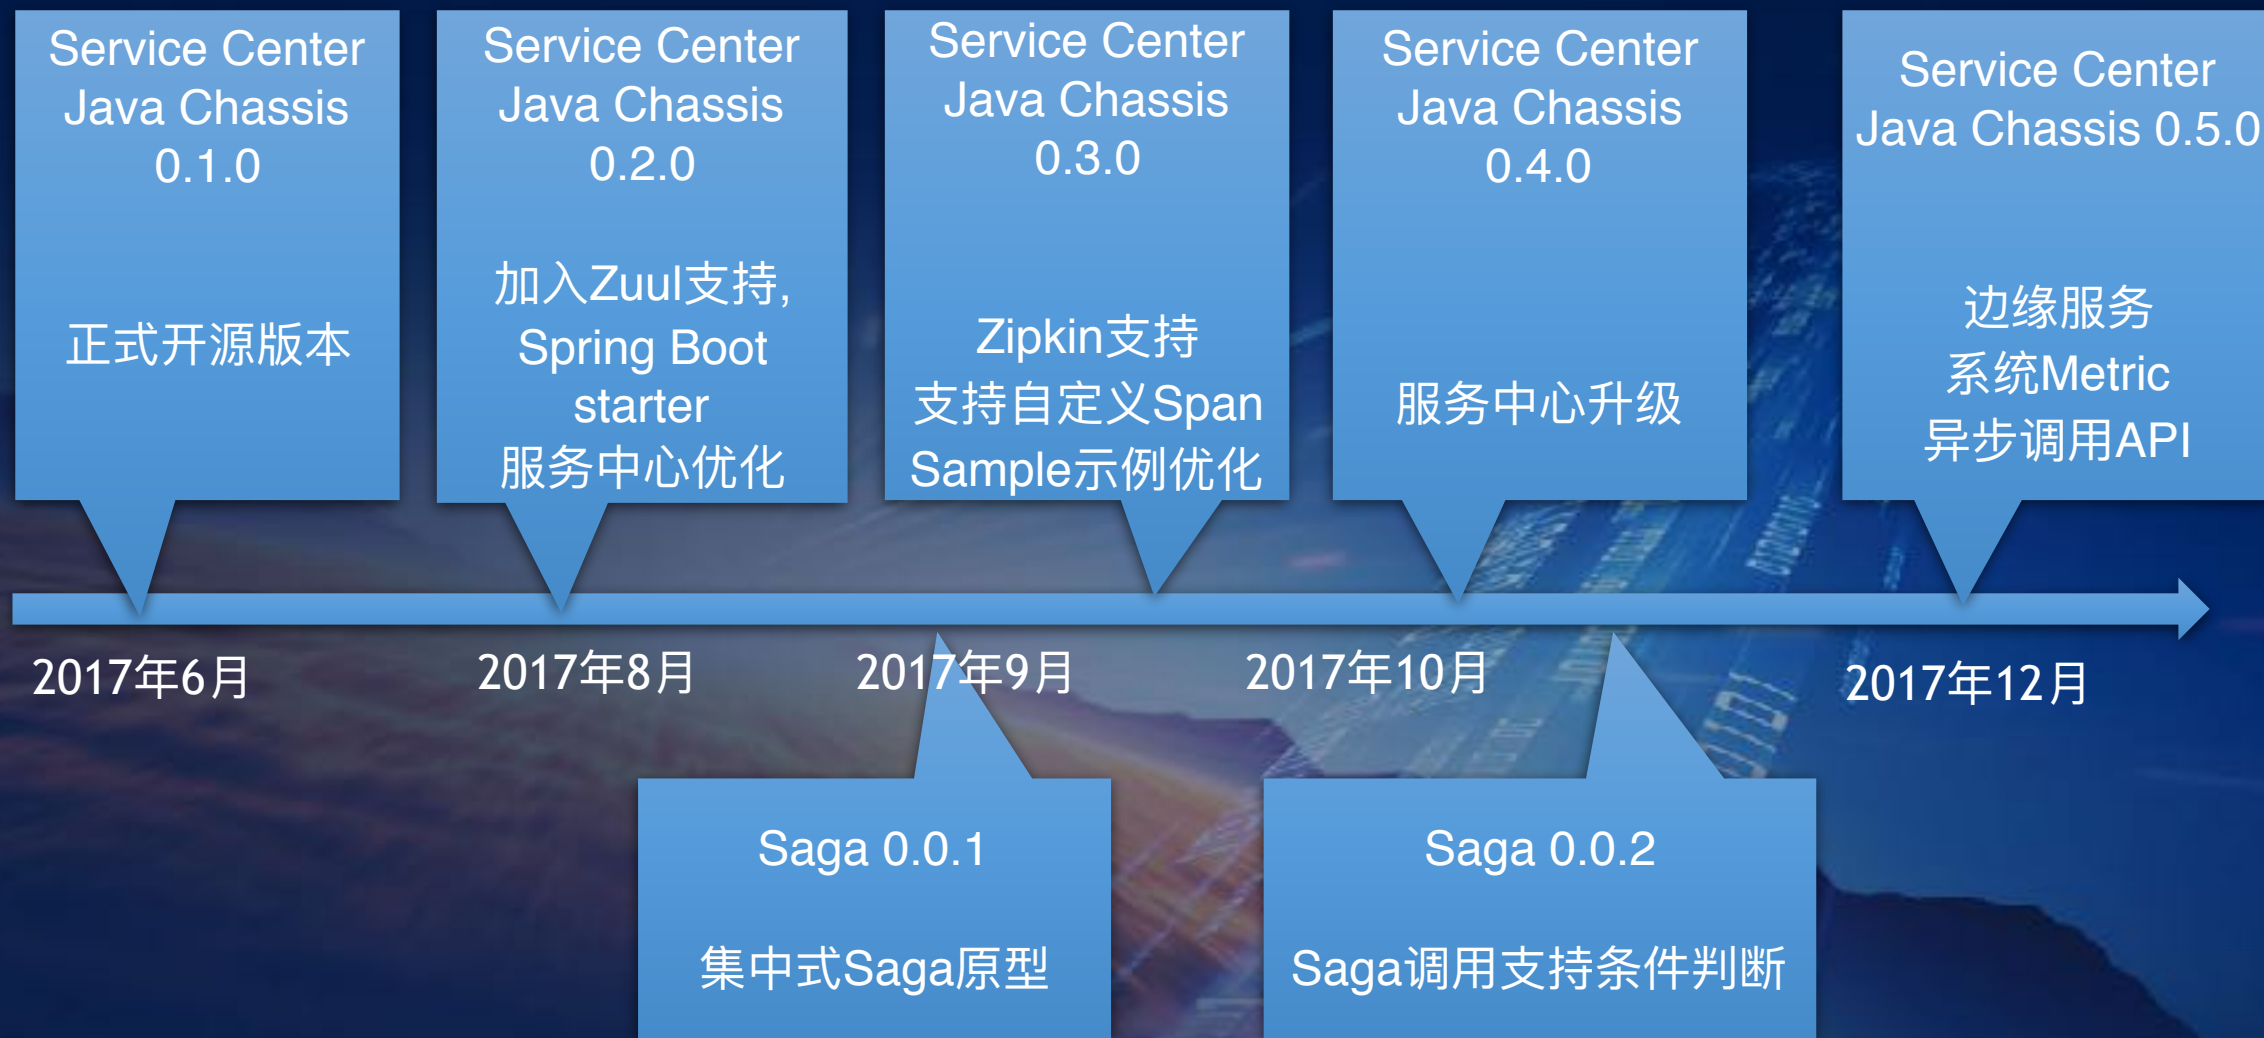 Service Center
Java Chassis
0.1.0
正式开源版本
Service Center
Java Chassis
0.2.0
加入Zuul支持,
Spring Boot
starter
服务中心优化
Service Center
Java Chassis
0.3.0
Zipkin支持
支持自定义Span
Sample示例优化
Service Center
Java Chassis
0.4.0
服务中心升级
Service Center
Java Chassis 0.5.0
边缘服务
系统Metric
异步调用API
2017年6月
2017年8月
2017年9月
2017年10月
2017年12月
Saga 0.0.1
集中式Saga原型
Saga 0.0.2
Saga调用支持条件判断